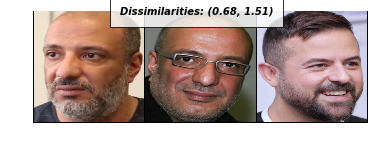 Dissimilarities: (0.68, 1.51)